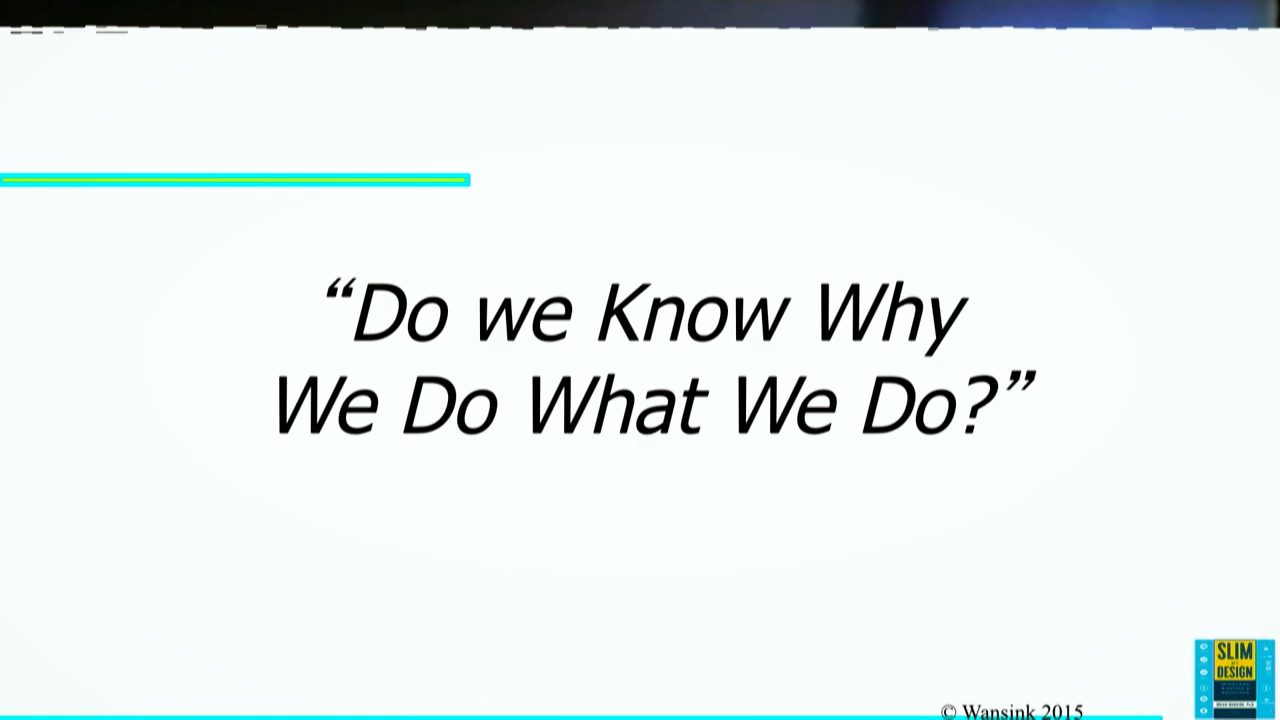 “Do we Know Why
We Do What We Do?”
SLIM
DESIGN
© Wansink 2015